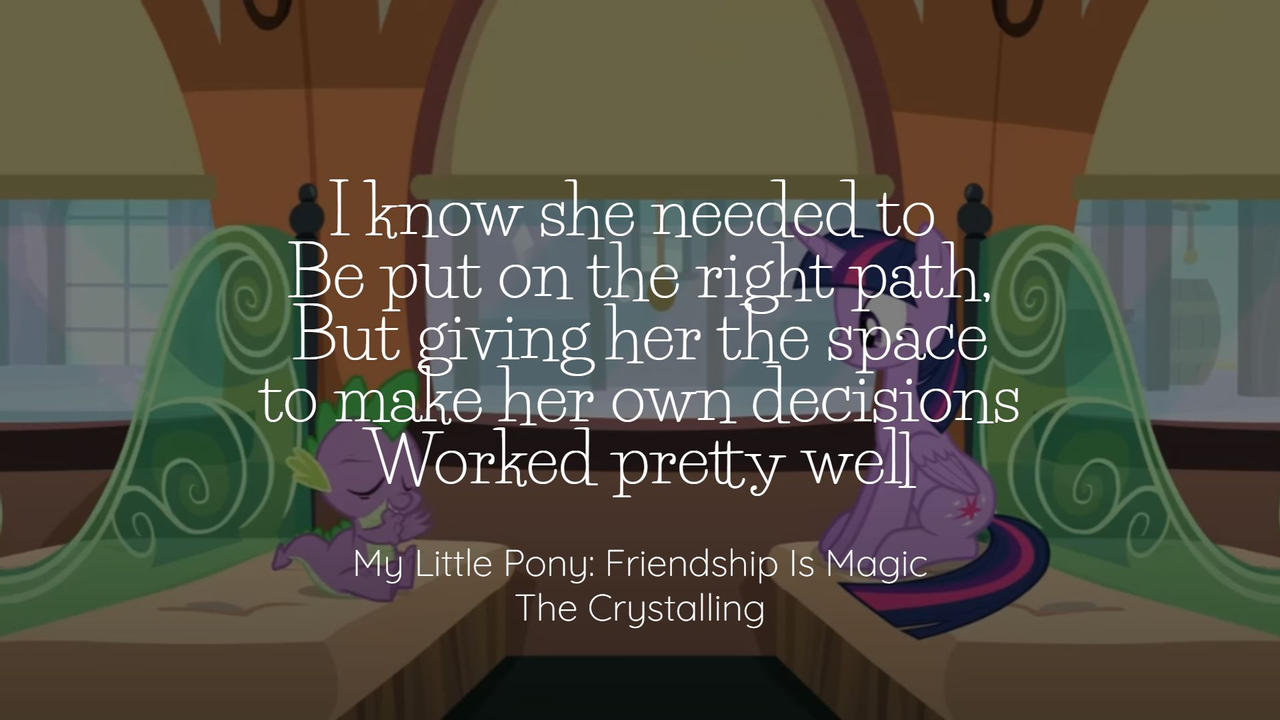 I know she needed to
Be put on the right path,
But giving her the space
to make her own decisions
Worked pretty well
My Little Pony: Friendship Is Magic
The Crystalling